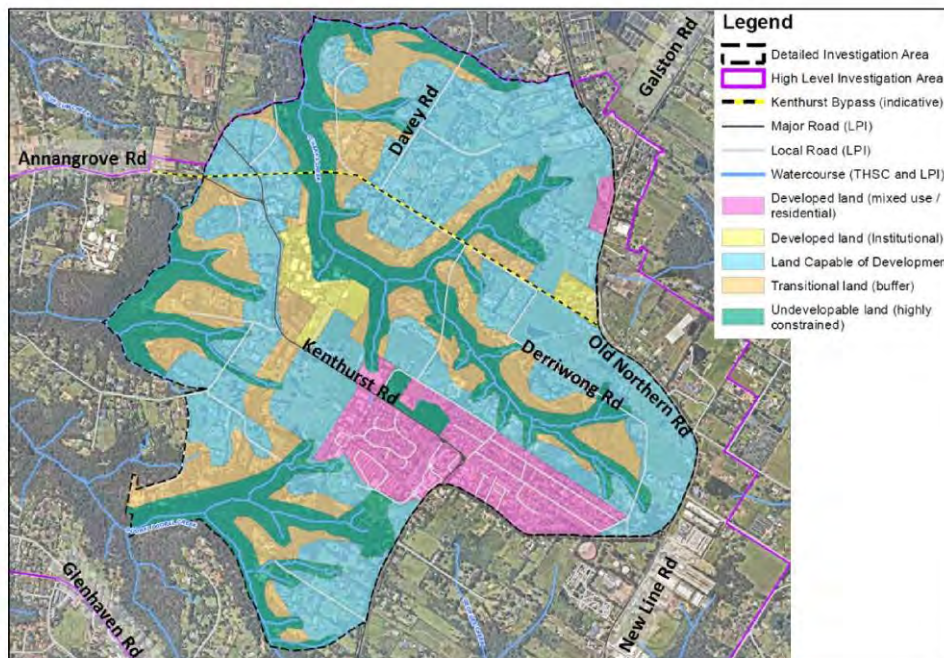 Legend
Detailed Investigation Area
High Level Investigation Area
Kenthurst Bypass (indicative)
Major Road (LPI)
Local Road (LPI)
Watercourse (THSC and LPI)
Developed land (mixed use /
residential)
Developed land (Institutional)
Land Capable of Development
Transitional land (buffer)
Undevelopable land (highly
constrained)
Galston Rd
Davey Rd
Annangrove Rd
Kenthurst Rd
Derriwong Rd
Old Northern Rd
Glenhaven Rd
New Line Rd